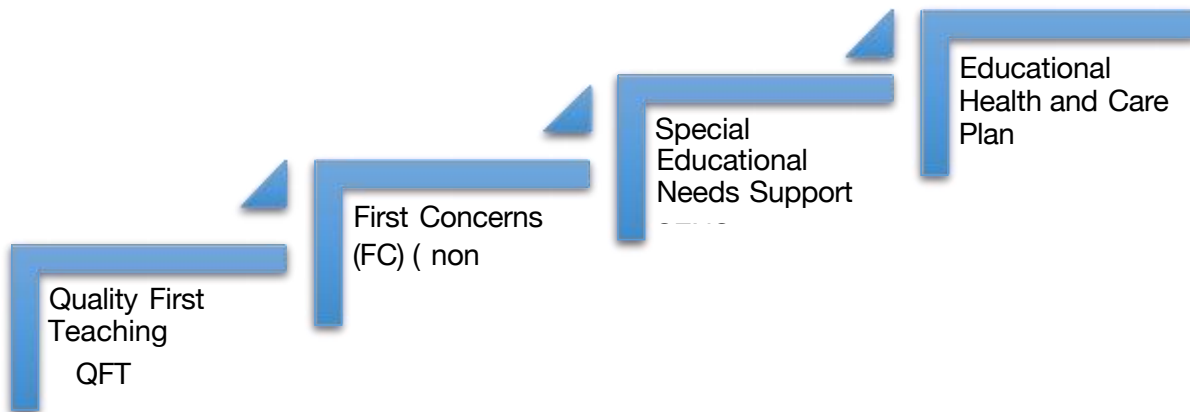 Quality First
Teaching
QFT
First Concerns
(FC) ( non
Special
Educational
Needs Support
Educational
Health and Care
Plan